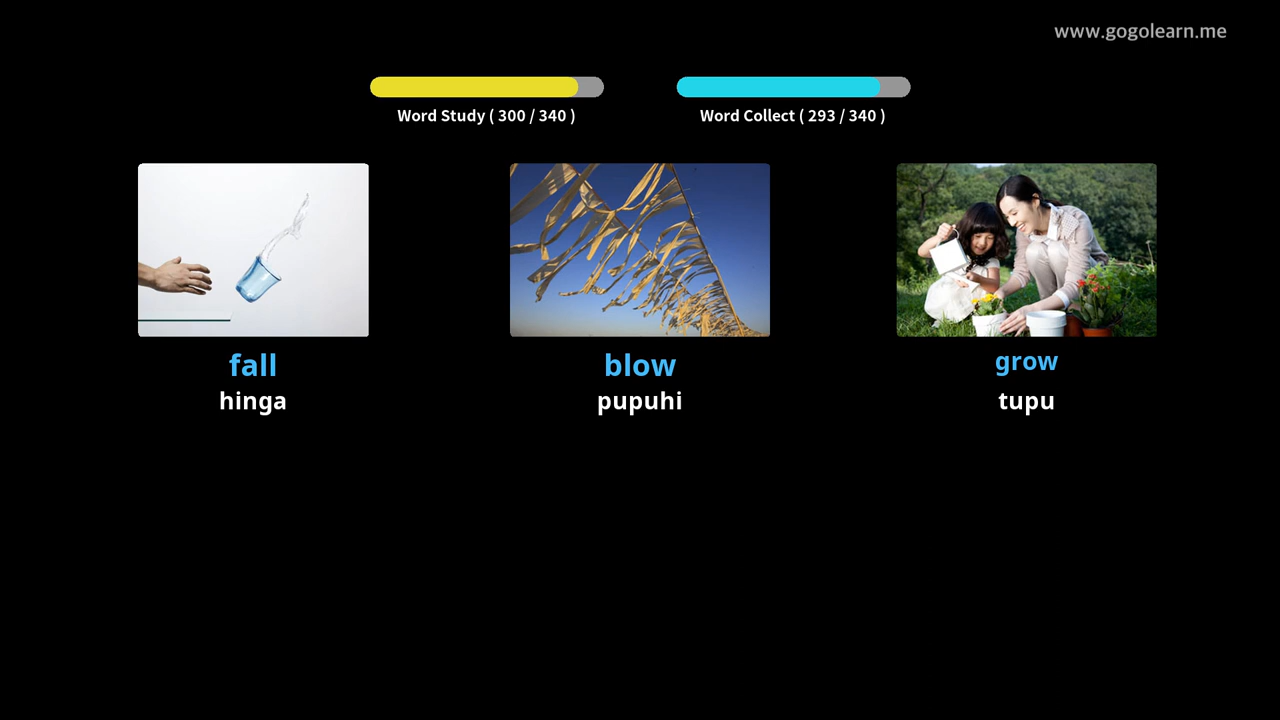 www.gogolearn.me
Word Study ( 300 / 340 )
Word Collect ( 293 / 340 )
fall
hinga
blow
pupuhi
grow
tupu